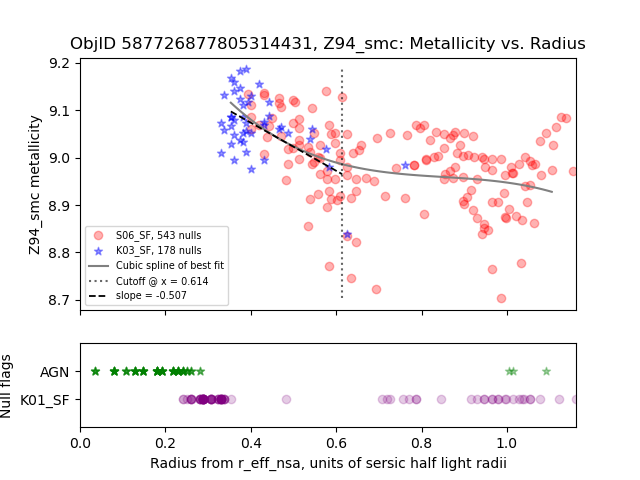 ObjID 587726877805314431, Z94_smc: Metallicity vs. Radius
Z94_smc metallicity
9.2
9.1
9.0
8.9
8.8
8.7
S06_SF, 543 nulls
K03_SF, 178 nulls
Cubic spline of best fit
Cutoff @ x = 0.614
slope = -0.507
Null flags
AGN
K01_SF
0.0 0.2 0.4 0.6 0.8 1.0
Radius from r_eff_nsa, units of sersic half light radii